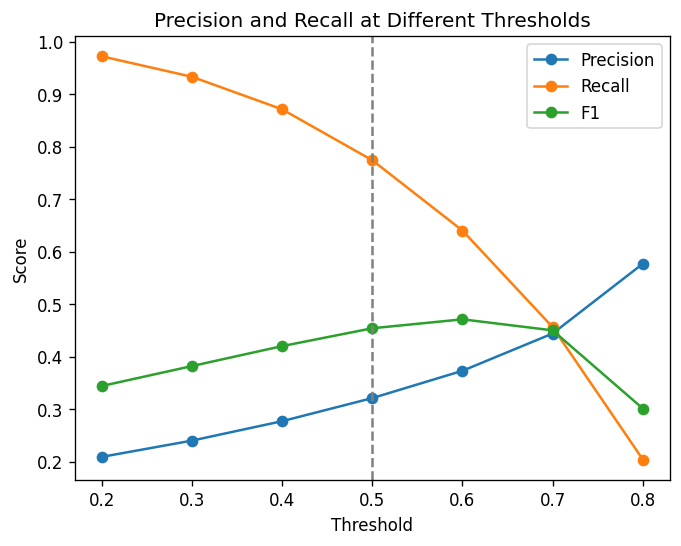 Precision and Recall at Different Thresholds
Precision
Recall
F1
Score
1.0
0.9
0.8
0.7
0.6
0.5
0.4
0.3
0.2
0.2 0.3 0.4 0.5 0.6 0.7 0.8
Threshold